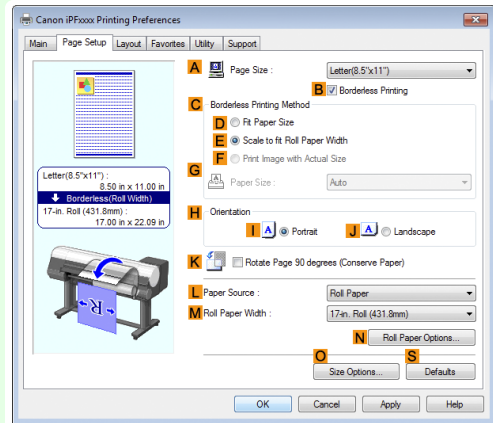 Canon iPFxxxx Printing Preferences
Main Page Setup Layout Favorites Utility Support
A Page Size : Letter(8.5"x11")
B Borderless Printing
C Borderless Printing Method
D Fit Paper Size
E Scale to fit Roll Paper Width
F Print Image with Actual Size
G Paper Size : Auto
Letter(8.5"x11") :
8.50 in x 11.00 in
Borderless(Roll Width)
17-in. Roll (431.8mm) :
17.00 in x 22.09 in
H Orientation
I A Portrait J A Landscape
K Rotate Page 90 degrees (Conserve Paper)
R
L Paper Source : Roll Paper
M Roll Paper Width : 17-in. Roll (431.8mm)
N Roll Paper Options...
O S
Size Options... Defaults
OK Cancel Apply Help